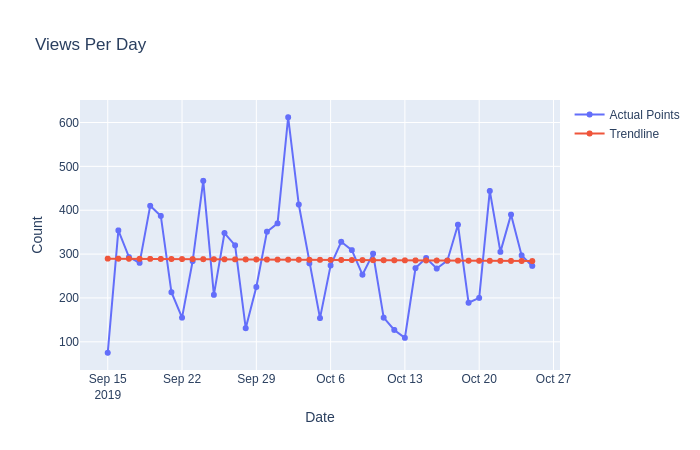 Views Per Day
Actual Points
Trendline
Count
600
500
400
300
200
100
Sep 15
2019
Sep 22
Sep 29
Oct 6
Oct 13
Oct 20
Oct 27
Date